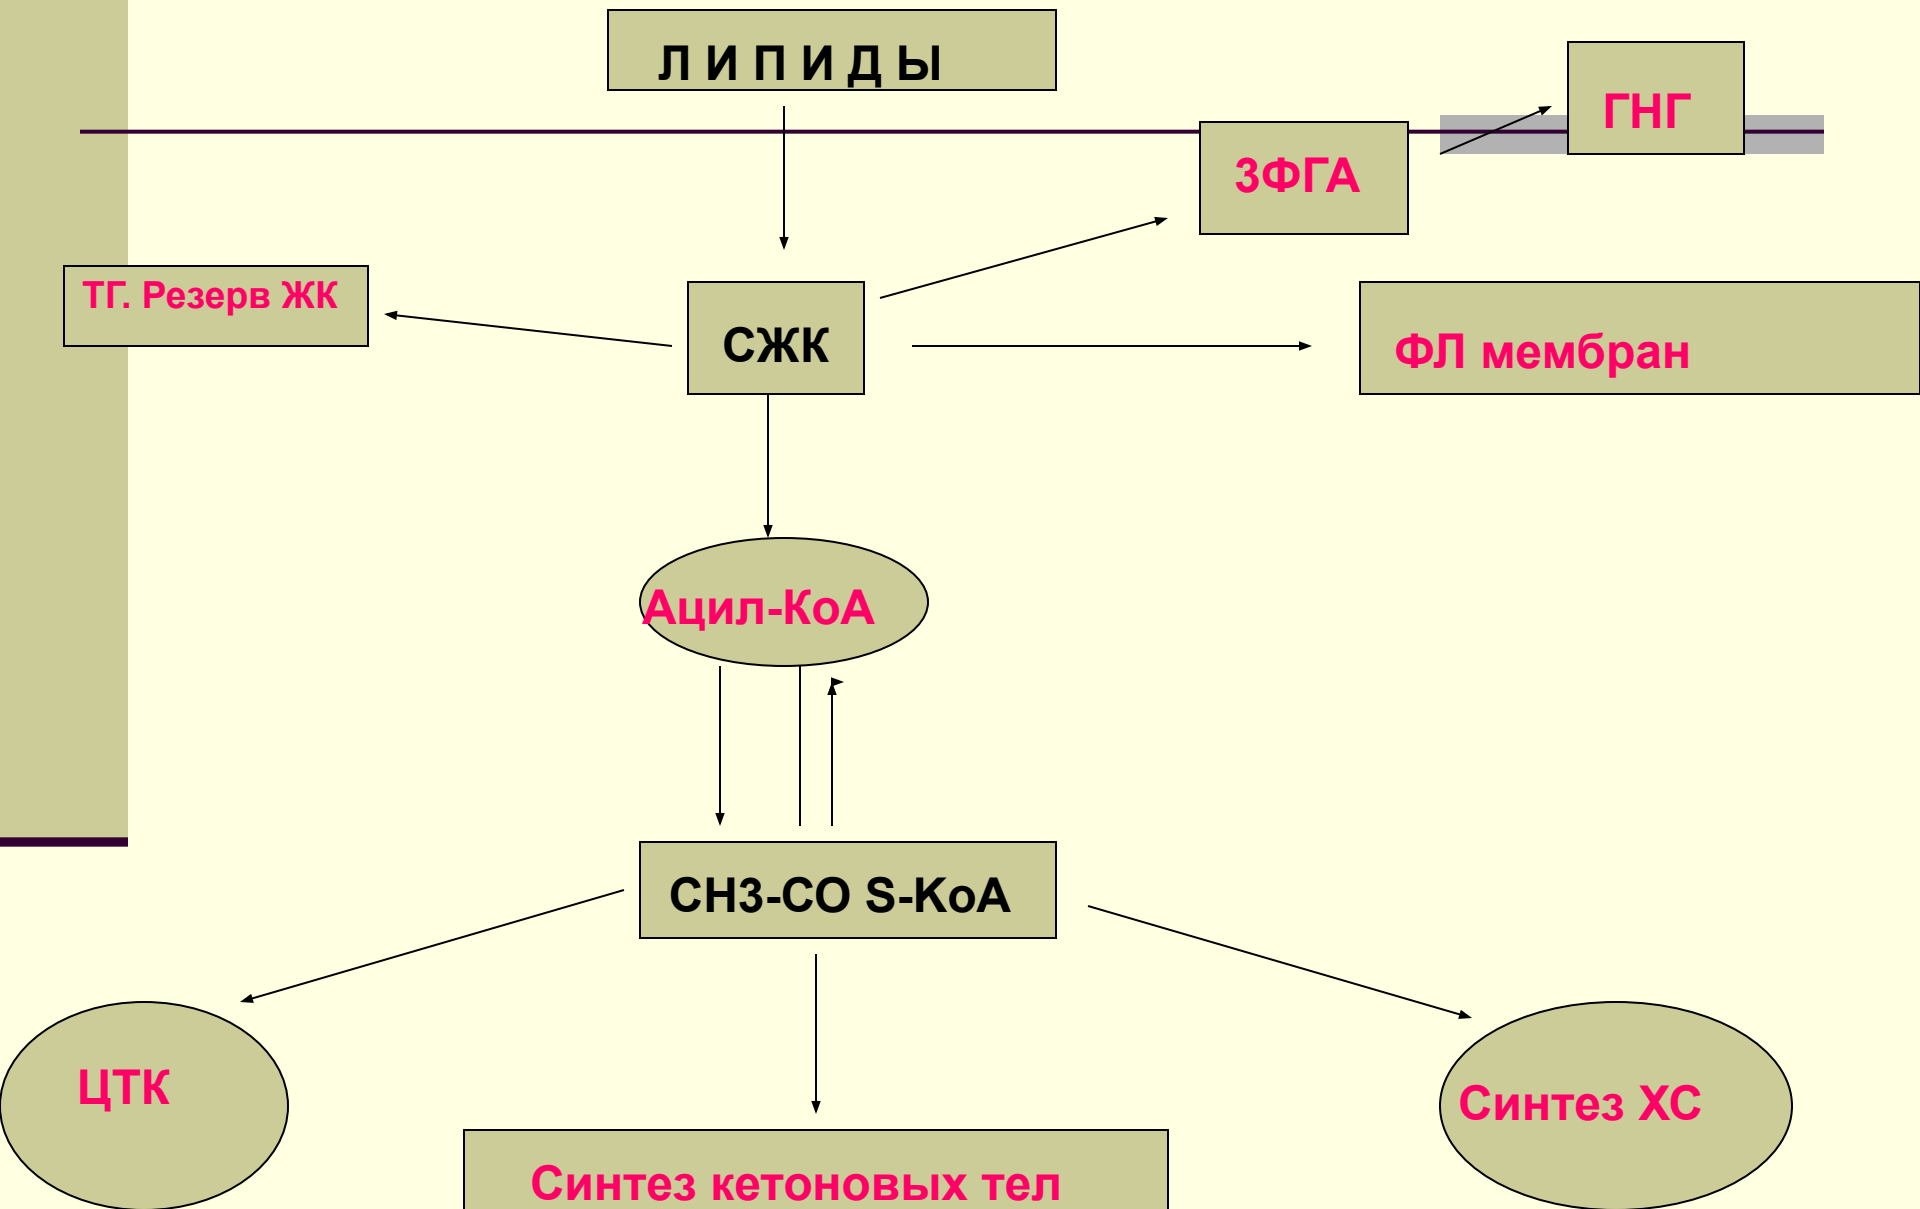 Л И П И Д Ы
ГНГ
3ФГА
ТГ. Резерв ЖК
СЖК
ФЛ мембран
Ацил-КоА
СН3-СО S-KoA
ЦТК
Синтез ХС
Синтез кетоновых тел